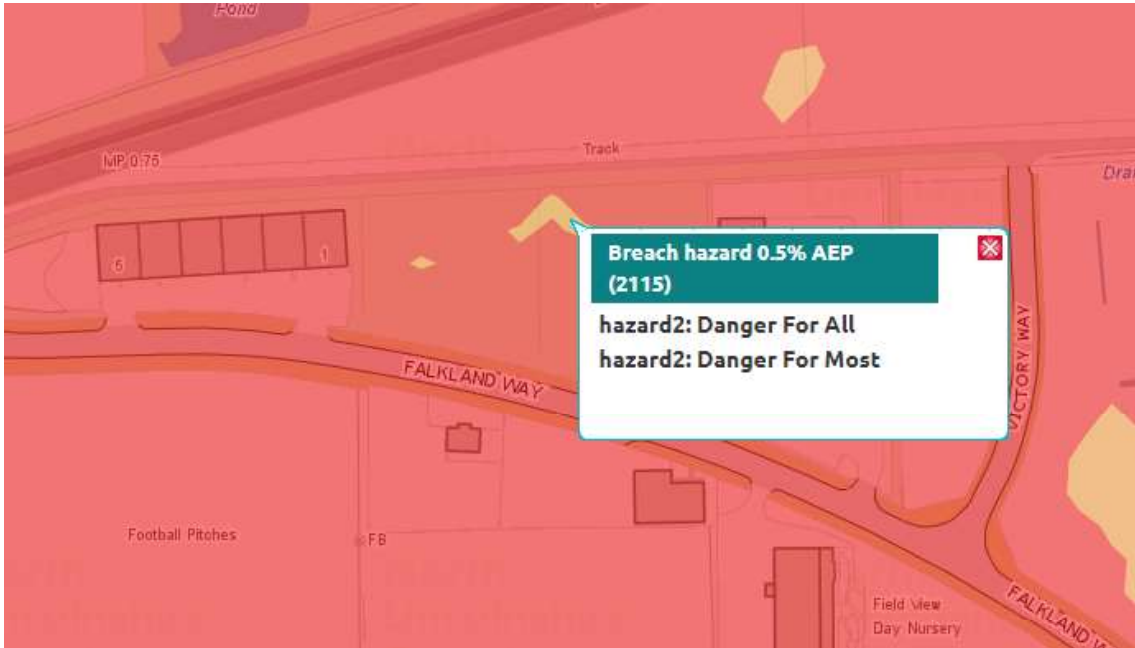 Pond
MP 0.75
Track
Drai
6
1
Breach hazard 0.5% AEP
(2115)
hazard2: Danger For All
hazard2: Danger For Most
FALKLAND WAY
VICTORY WAY
Football Pitches
FB
Field View
Day Nursery
FALKLAND W